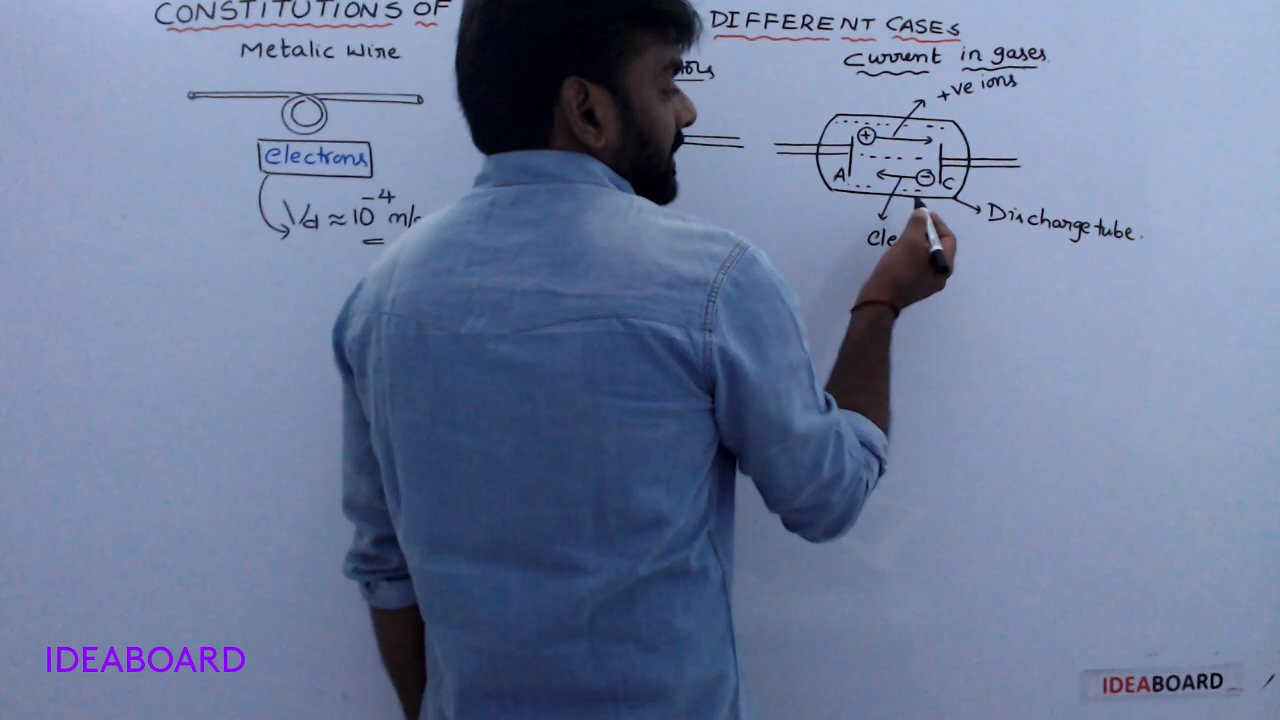 CONSTITUTIONS OF
DIFFERENT CASES
Metalic wire
electrons
Vd ≈ 10⁻⁴ m/
Current in gases
+ve ions
+
A
−
C
Discharge tube.
IDEABOARD
IDEABOARD